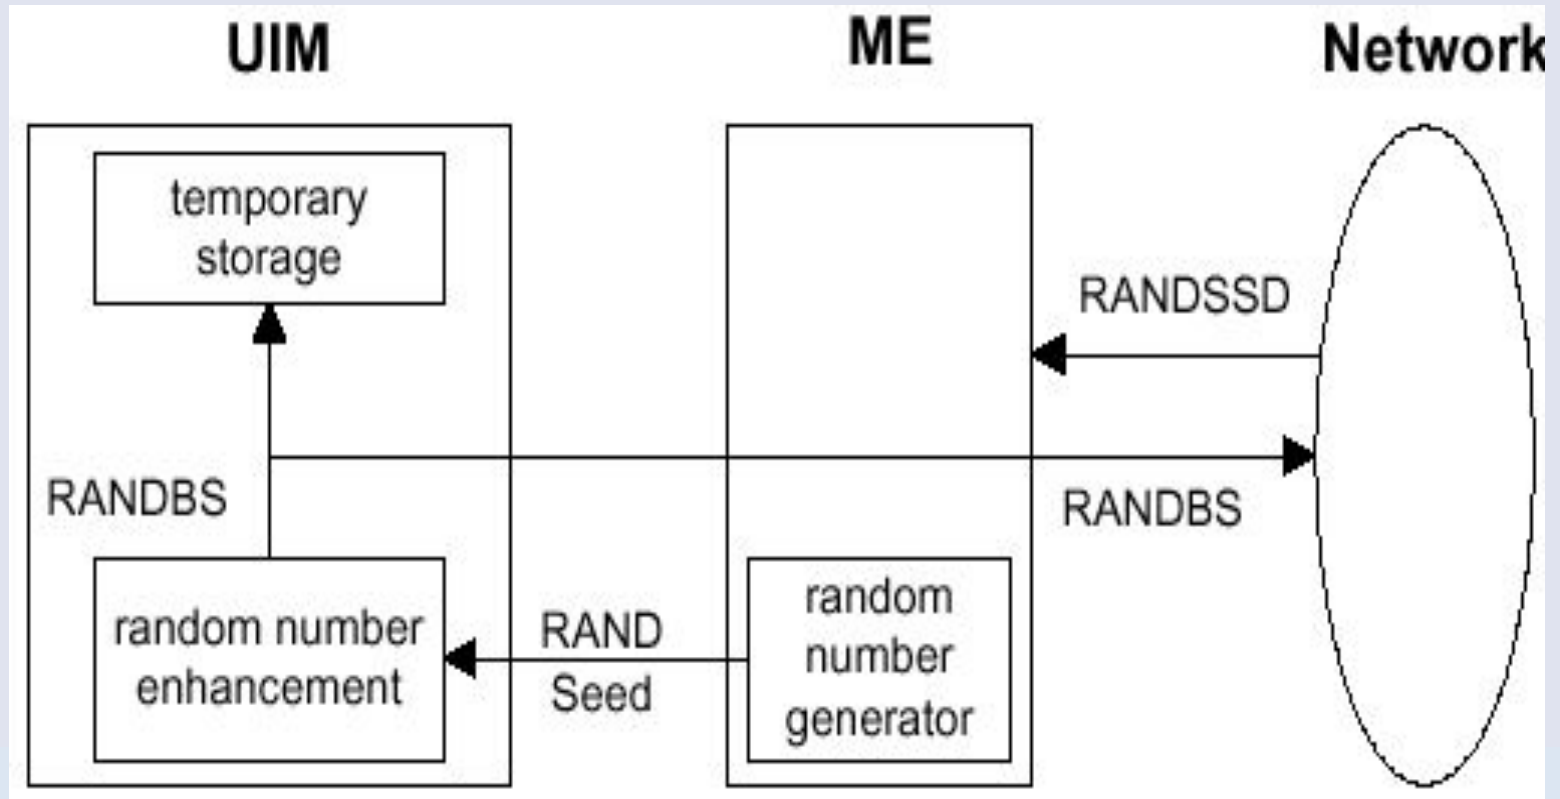 UIM
ME
Network
temporary
storage
RANDSSD
RANDBS
RANDBS
random number
enhancement
RAND
Seed
random
number
generator